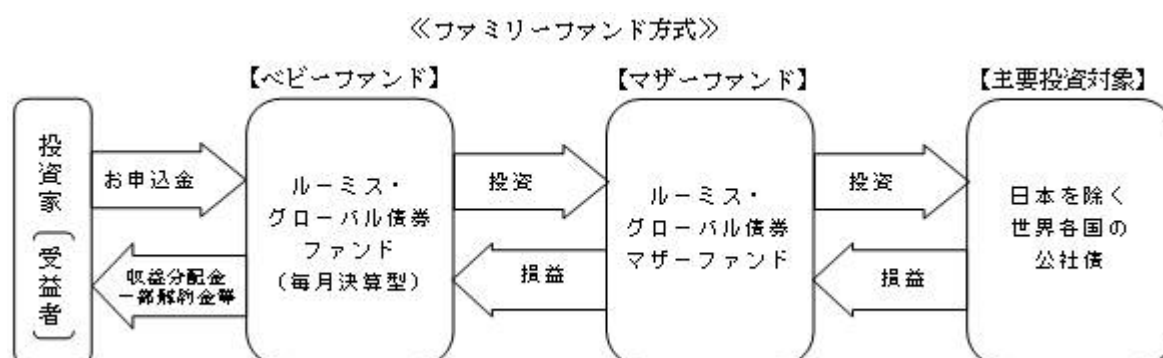 ≪ファミリーファンド方式≫
【ベビーファンド】
【マザーファンド】
【主要投資対象】
投資家
(受益者)
お申込金
収益分配金
一部解約金等
ルーミス・
グローバル債券
ファンド
(毎月決算型)
投資
損益
ルーミス・
グローバル債券
マザーファンド
投資
損益
日本を除く
世界各国の
公社債